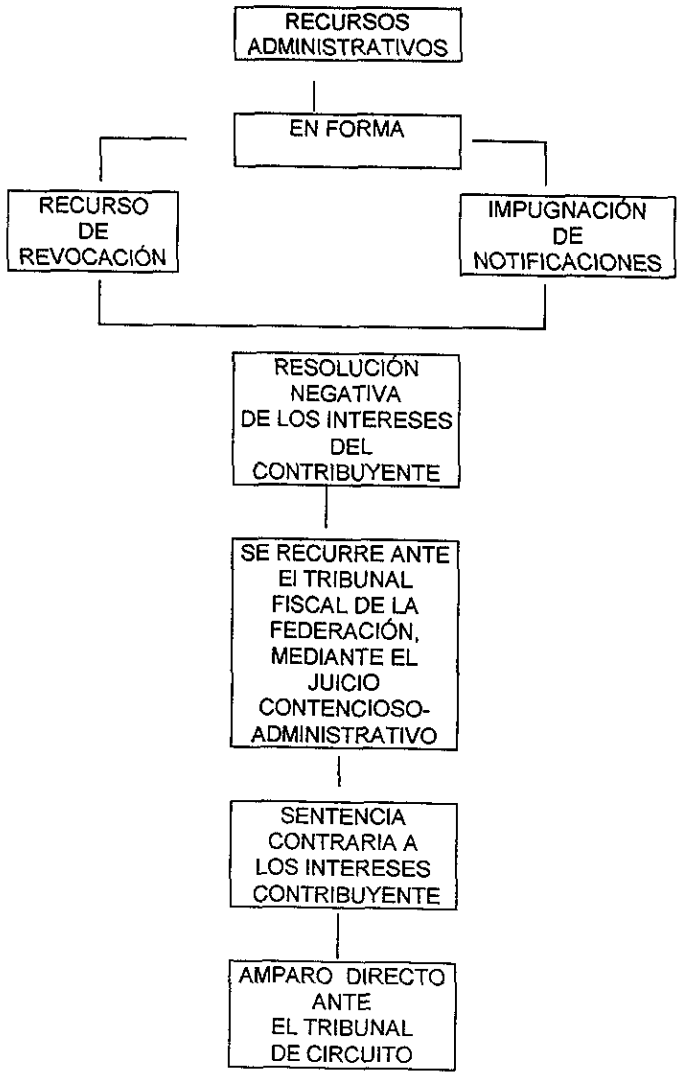 RECURSOS
ADMINISTRATIVOS
EN FORMA
RECURSO
DE
REVOCACIÓN
IMPUGNACIÓN
DE
NOTIFICACIONES
RESOLUCIÓN
NEGATIVA
DE LOS INTERESES
DEL
CONTRIBUYENTE
SE RECURRE ANTE
El TRIBUNAL
FISCAL DE LA
FEDERACIÓN,
MEDIANTE EL
JUICIO
CONTENCIOSO-
ADMINISTRATIVO
SENTENCIA
CONTRARIA A
LOS INTERESES
CONTRIBUYENTE
AMPARO DIRECTO
ANTE
EL TRIBUNAL
DE CIRCUITO